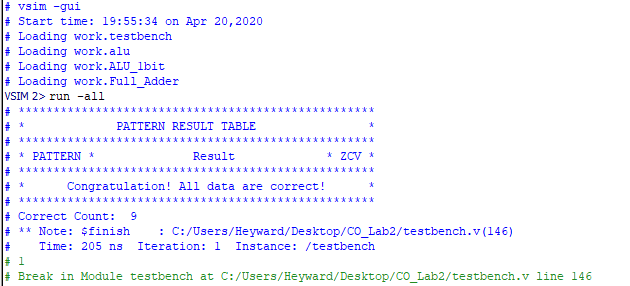 # vsim -gui
# Start time: 19:55:34 on Apr 20,2020
# Loading work.testbench
# Loading work.alu
# Loading work.ALU_1bit
# Loading work.Full_Adder
VSIM 2> run -all
# ***************************************************
# *             PATTERN RESULT TABLE                *
# ***************************************************
# * PATTERN *              Result             * ZCV *
# ***************************************************
# *      Congratulation! All data are correct!      *
# ***************************************************
# Correct Count:  9
# ** Note: $finish    : C:/Users/Heyward/Desktop/CO_Lab2/testbench.v(146)
#    Time: 205 ns  Iteration: 1  Instance: /testbench
# 1
# Break in Module testbench at C:/Users/Heyward/Desktop/CO_Lab2/testbench.v line 146